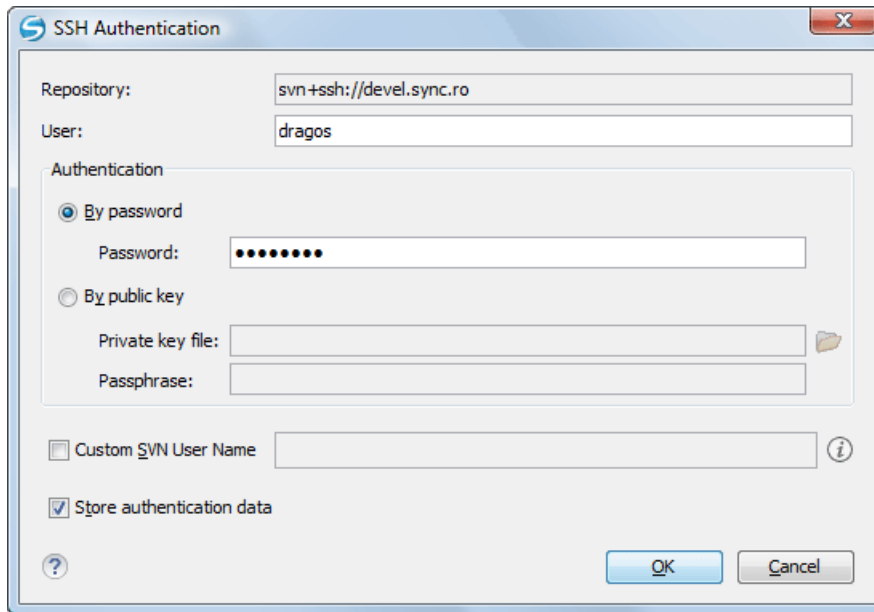 SSH Authentication
Repository: svn+ssh://devel.sync.ro
User: dragos
Authentication
By password
Password: ••••••••
By public key
Private key file:
Passphrase:
Custom SVN User Name
Store authentication data
OK Cancel